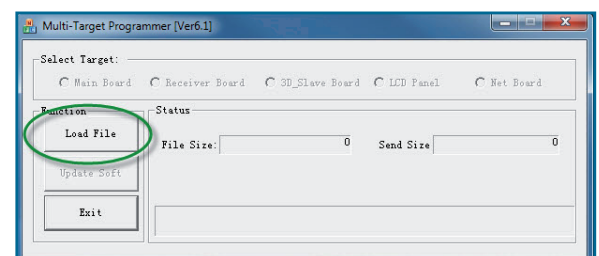 Multi-Target Programmer [Ver6.1]
Select Target:
Main Board Receiver Board 3D_Slave Board LCD Panel Net Board
Function Status
Load File
File Size: 0 Send Size 0
Update Soft
Exit